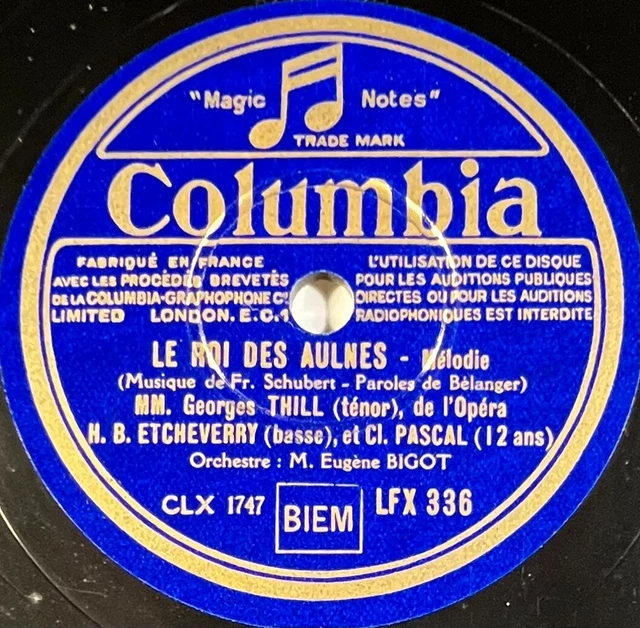 "Magic Notes"
TRADE MARK
Columbia
FABRIQUÉ EN FRANCE
AVEC LES PROCÉDÉS BREVETÉS
DE LA COLUMBIA-GRAPHOPHONE Cº
LIMITED LONDON. E.C.1
L'UTILISATION DE CE DISQUE
POUR LES AUDITIONS PUBLIQUES
DIRECTES OU POUR LES AUDITIONS
RADIOPHONIQUES EST INTERDITE
LE ROI DES AULNES - Mélodie
(Musique de Fr. Schubert - Paroles de Bèlanger)
MM. Georges THILL (ténor), de l'Opéra
H. B. ETCHEVERRY (basse), et Cl. PASCAL (12 ans)
Orchestre : M. Eugène BIGOT
CLX 1747 BIEM LFX 336